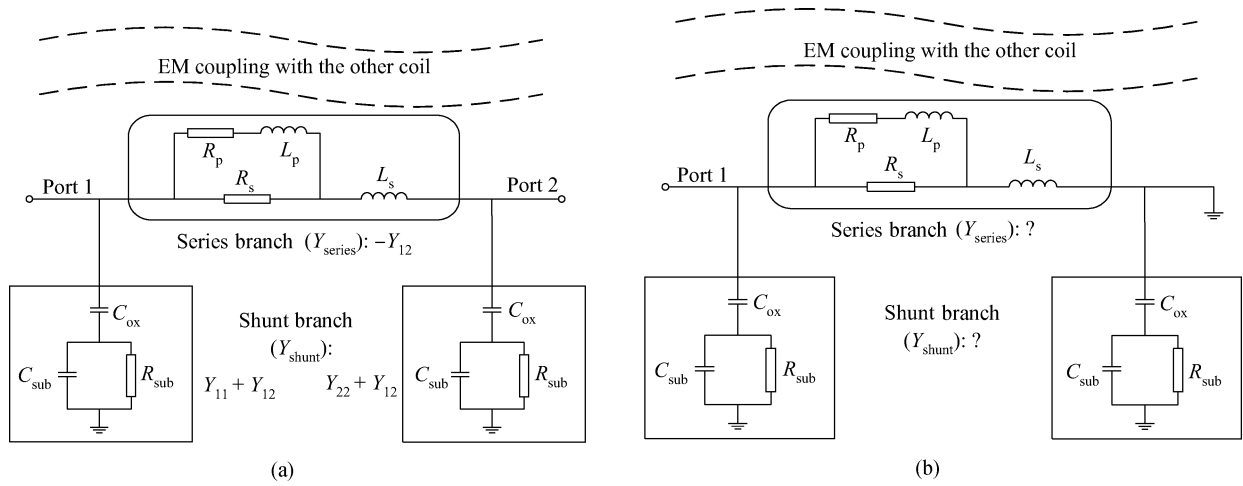 EM coupling with the other coil
R_p
L_p
R_s
L_s
Port 1
Port 2
Series branch (Y_series): −Y_12
C_ox
Shunt branch
(Y_shunt):
C_sub
R_sub
Y_11 + Y_12
Y_22 + Y_12
C_ox
C_sub
R_sub
(a)
EM coupling with the other coil
R_p
L_p
R_s
L_s
Port 1
Series branch (Y_series): ?
C_ox
Shunt branch
(Y_shunt): ?
C_sub
R_sub
C_ox
C_sub
R_sub
(b)